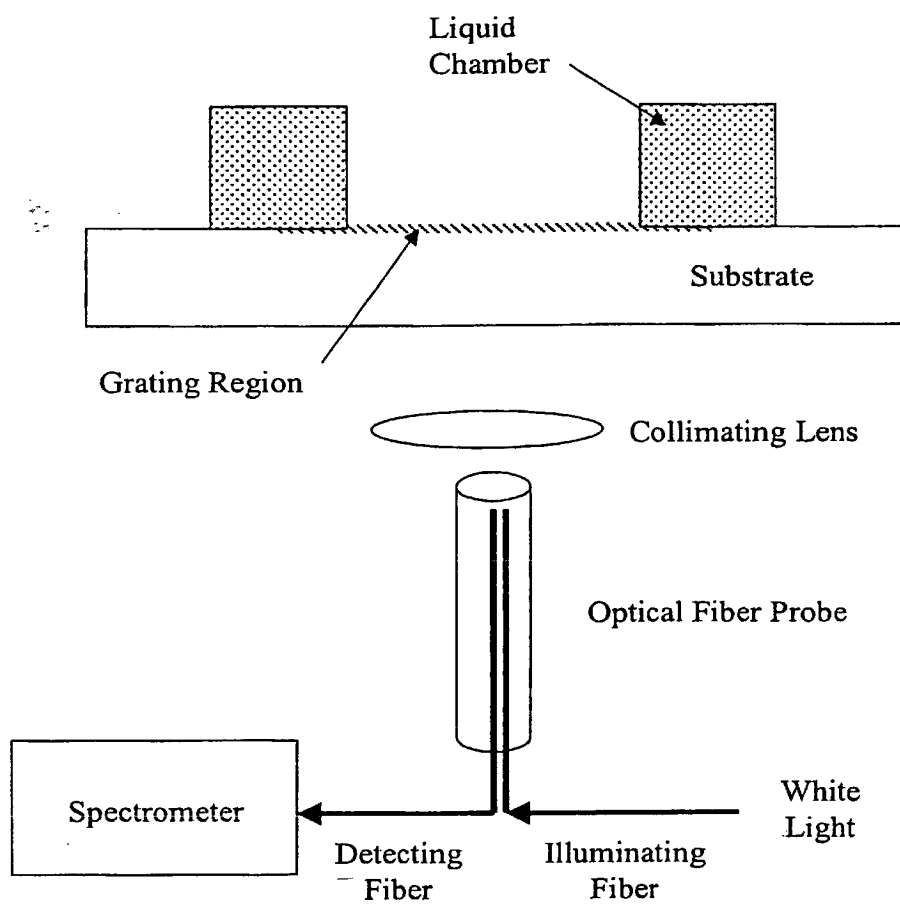 Liquid
Chamber
Substrate
Grating Region
Collimating Lens
Optical Fiber Probe
Spectrometer
White
Light
Detecting
Fiber
Illuminating
Fiber